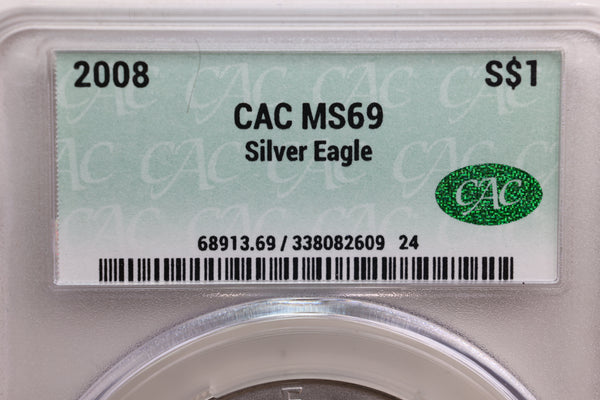 2008 S$1
CAC MS69
Silver Eagle
CAC
68913.69 / 338082609 24